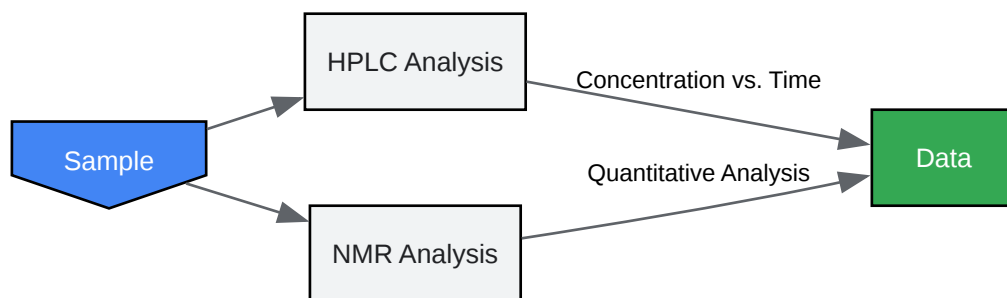 HPLC Analysis
Concentration vs. Time
Sample
Data
Quantitative Analysis
NMR Analysis